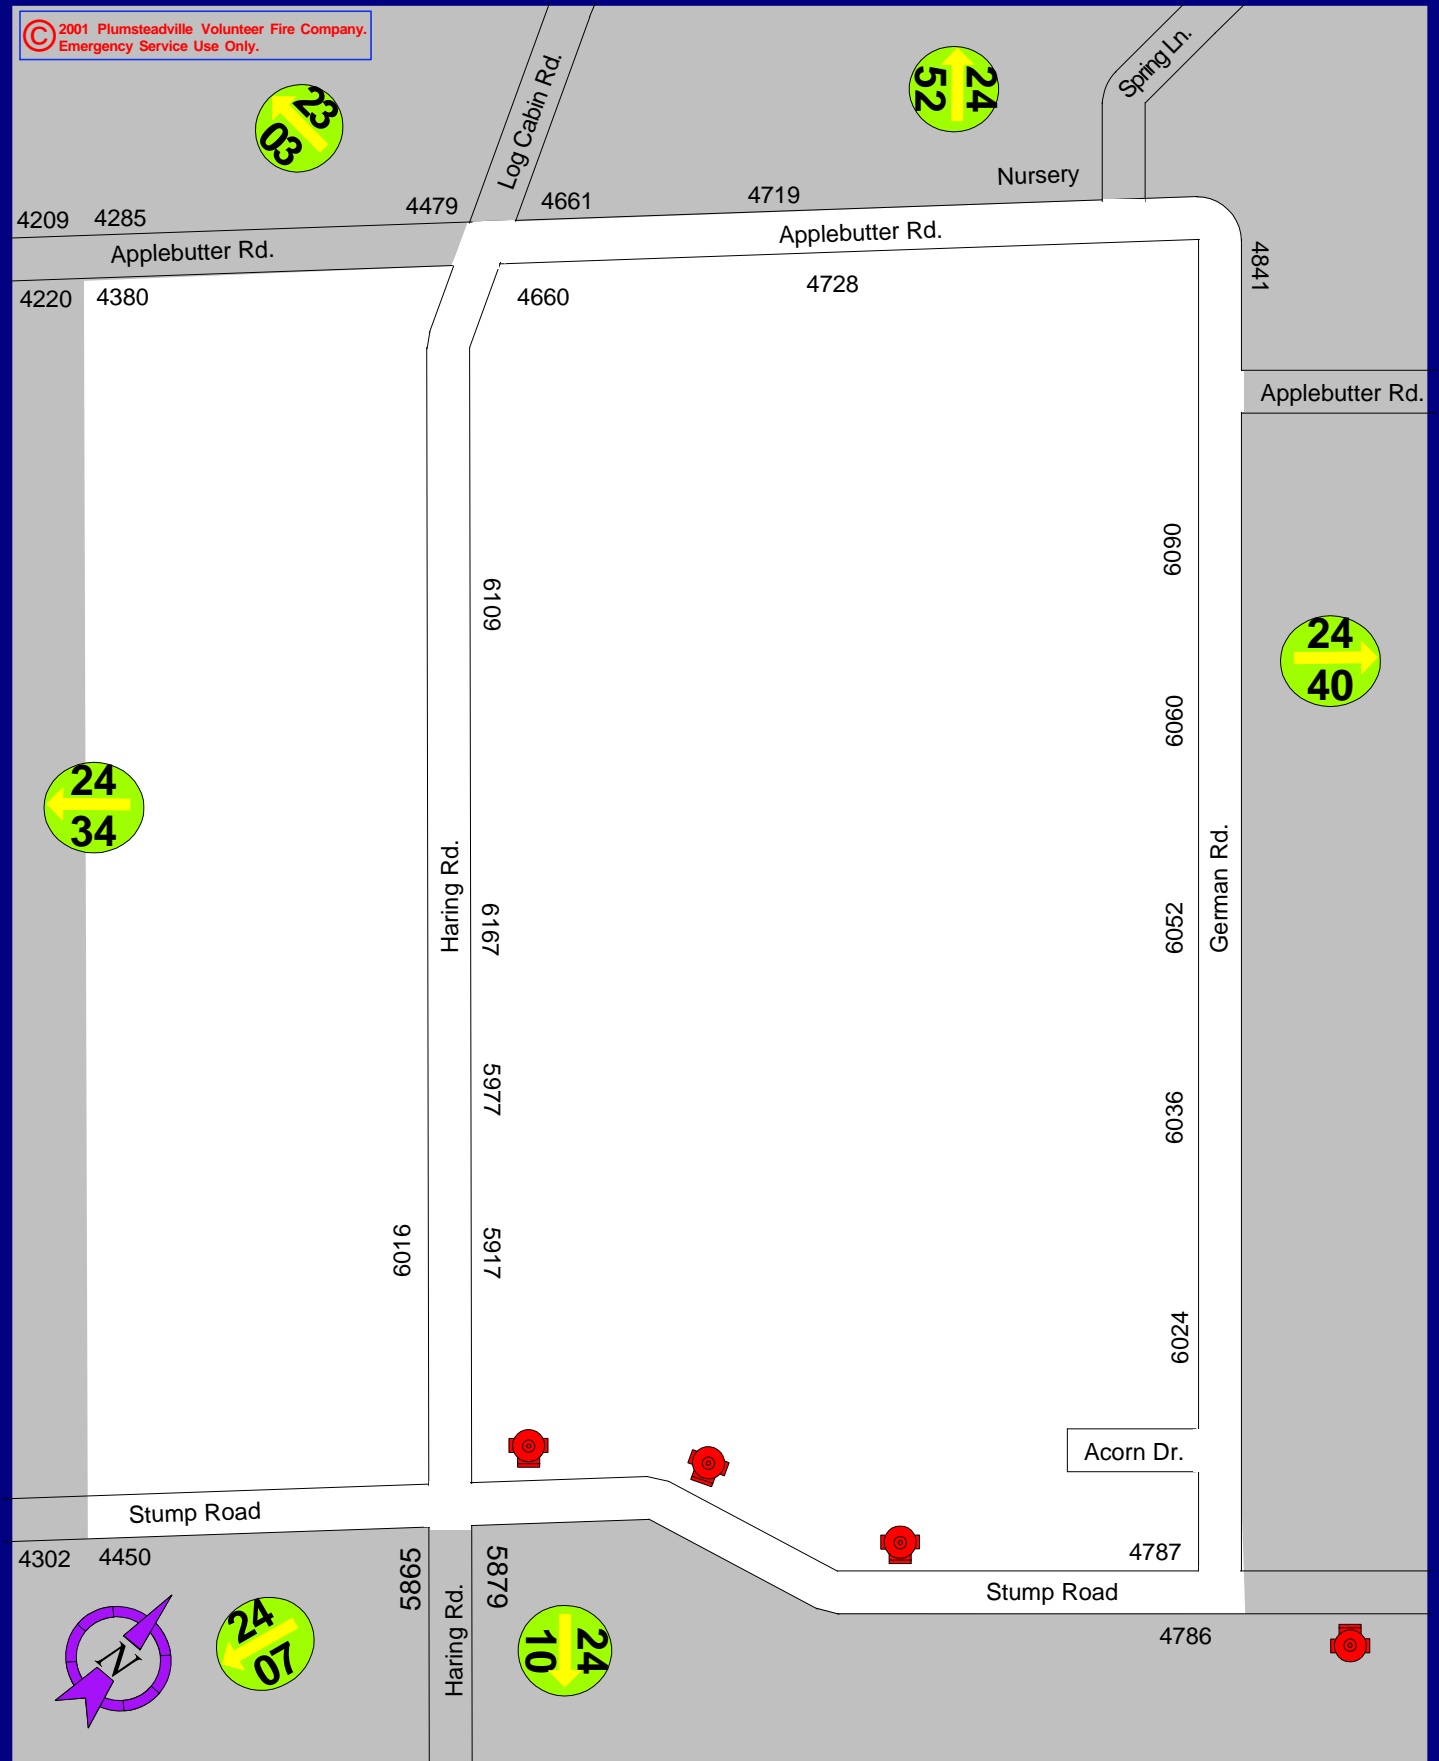 © 2001 Plumsteadville Volunteer Fire Company.
Emergency Service Use Only.
Log Cabin Rd.
Spring Ln.
23
03
24
52
Nursery
4209 4285 4479 4661 4719
Applebutter Rd.
Applebutter Rd.
4841
4220 4380 4660 4728
Applebutter Rd.
6090
6109
24
40
6060
24
34
Haring Rd.
6167
6052
German Rd.
5977
6036
6016
5917
6024
Acorn Dr.
Stump Road
4302 4450
5865
5879
4787
Stump Road
4786
N
24
07
Haring Rd.
24
10